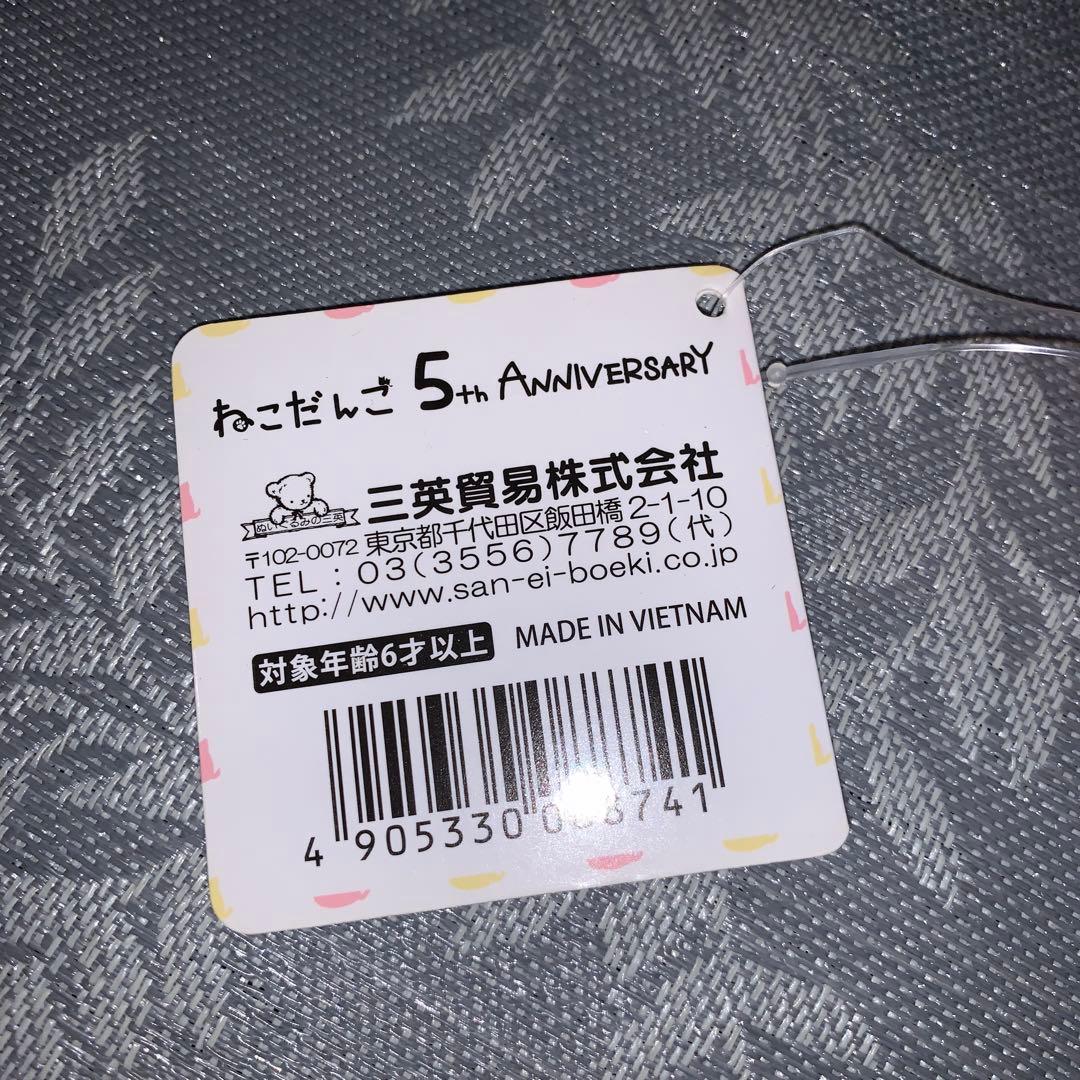 ねこだんご 5th ANNIVERSARY
ぬいぐるみの三英
三英貿易株式会社
〒102-0072 東京都千代田区飯田橋2-1-10
TEL：03(3556)7789(代)
http://www.san-ei-boeki.co.jp
対象年齢6才以上 MADE IN VIETNAM
4 905330